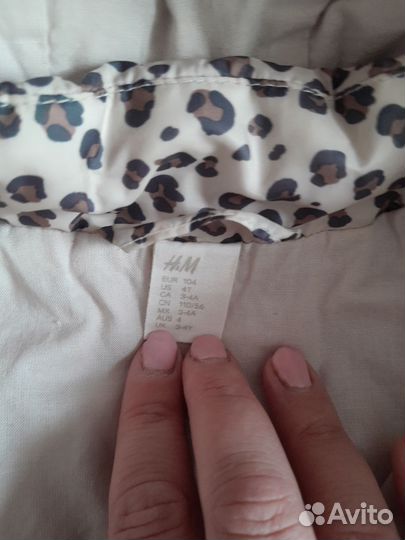 H&M
EUR 104
US 4T
CA 3-4A
CN 110/56
MX 3-4A
AUS 4
UK 3-4Y
Avito